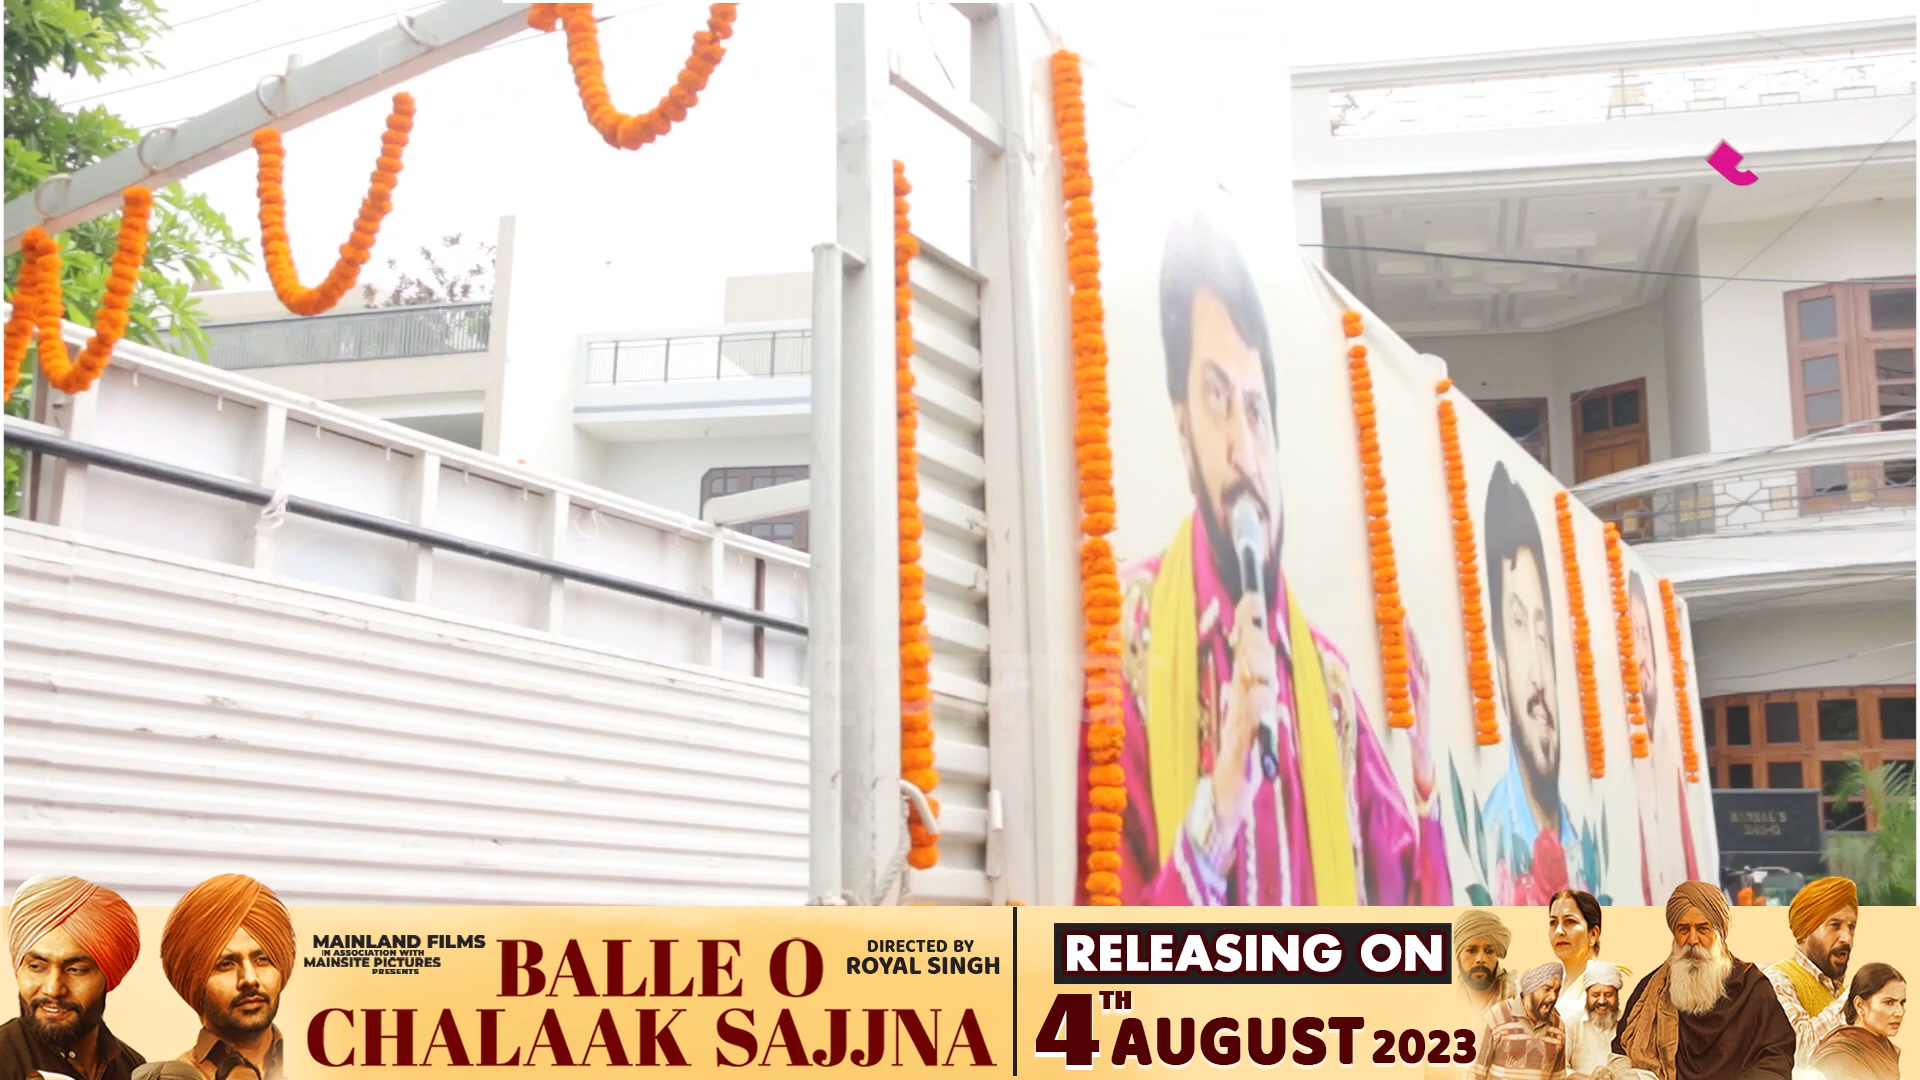 MAINLAND FILMS
IN ASSOCIATION WITH
MAINSITE PICTURES
PRESENTS
BALLE O
CHALAAK SAJJNA
DIRECTED BY
ROYAL SINGH
RELEASING ON
4TH AUGUST 2023